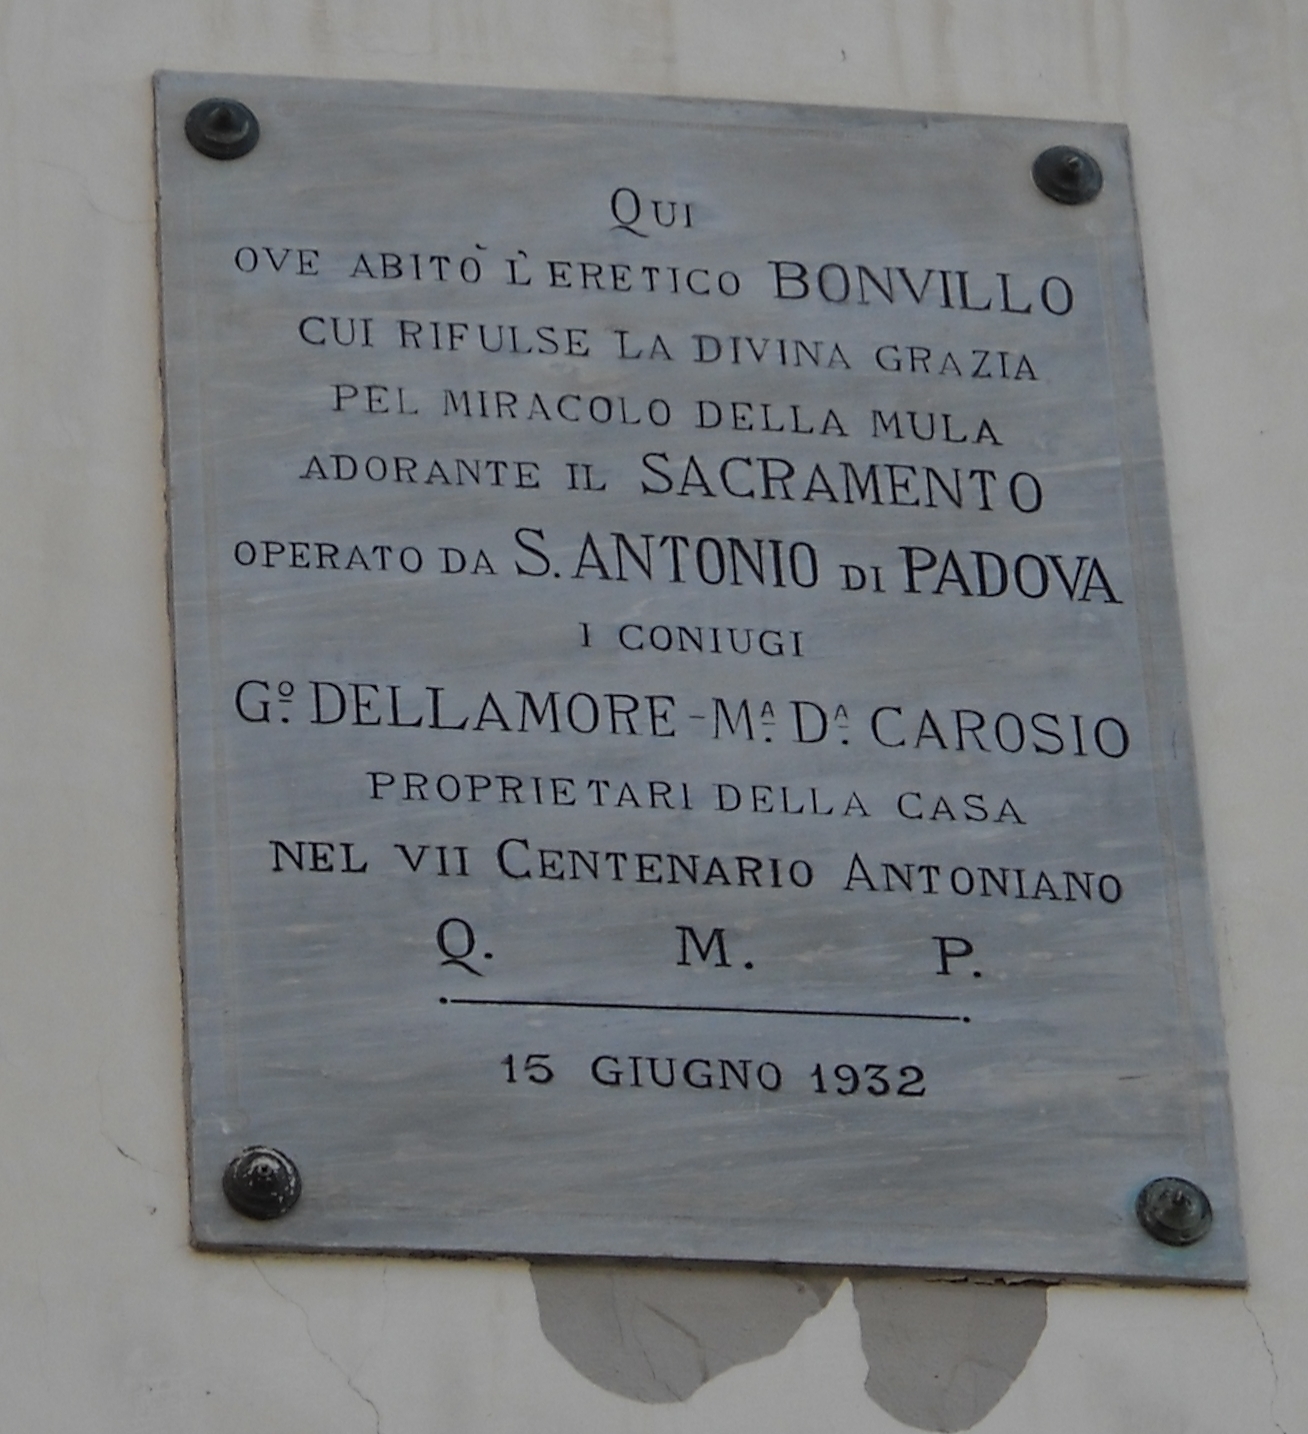 QUI
OVE ABITÒ L'ERETICO BONVILLO
CUI RIFULSE LA DIVINA GRAZIA
PEL MIRACOLO DELLA MULA
ADORANTE IL SACRAMENTO
OPERATO DA S. ANTONIO DI PADOVA
I CONIUGI
Gº. DELLAMORE - Mª. Dª. CAROSIO
PROPRIETARI DELLA CASA
NEL VII CENTENARIO ANTONIANO
Q. M. P.
15 GIUGNO 1932